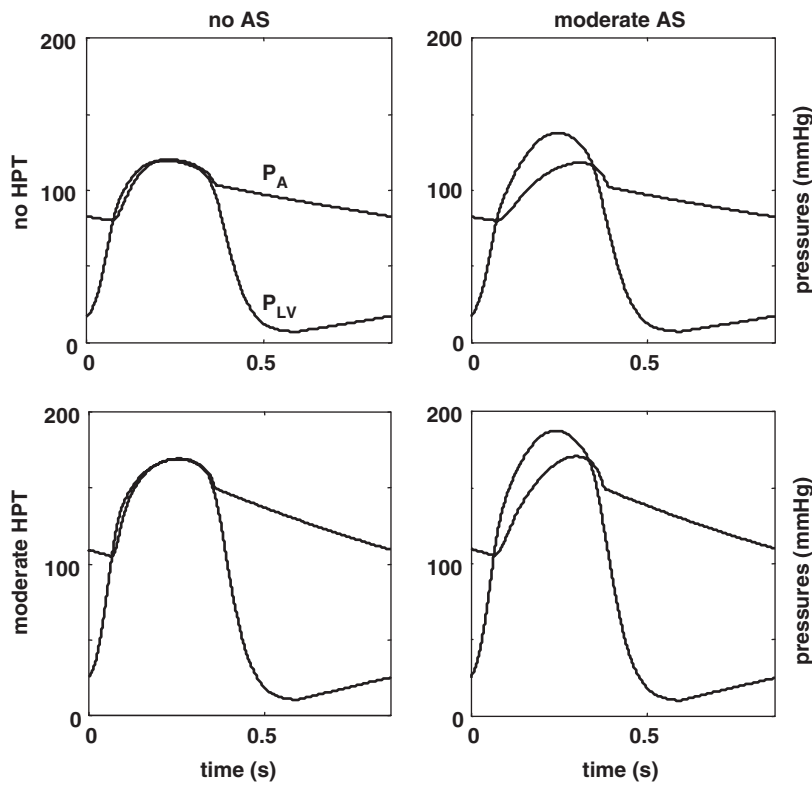 no AS
moderate AS
200
100
0
0
0.5
no HPT
P_A
P_LV
200
100
0
0
0.5
pressures (mmHg)
200
100
0
0
0.5
moderate HPT
time (s)
200
100
0
0
0.5
pressures (mmHg)
time (s)